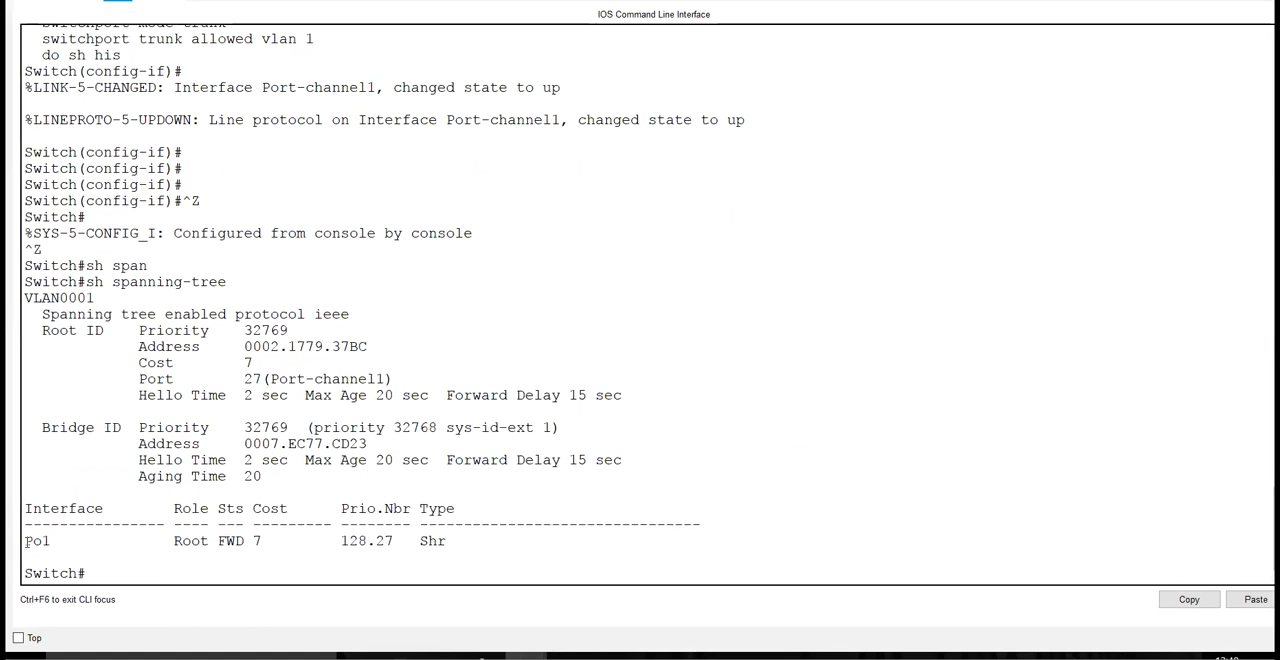 IOS Command Line Interface
switchport mode trunk
switchport trunk allowed vlan 1
do sh his
Switch(config-if)#
%LINK-5-CHANGED: Interface Port-channel1, changed state to up
%LINEPROTO-5-UPDOWN: Line protocol on Interface Port-channel1, changed state to up
Switch(config-if)#
Switch(config-if)#
Switch(config-if)#
Switch(config-if)#^Z
Switch#
%SYS-5-CONFIG_I: Configured from console by console
^Z
Switch#sh span
Switch#sh spanning-tree
VLAN0001
Spanning tree enabled protocol ieee
Root ID Priority 32769
Address 0002.1779.37BC
Cost 7
Port 27(Port-channel1)
Hello Time 2 sec Max Age 20 sec Forward Delay 15 sec
Bridge ID Priority 32769 (priority 32768 sys-id-ext 1)
Address 0007.EC77.CD23
Hello Time 2 sec Max Age 20 sec Forward Delay 15 sec
Aging Time 20
Interface Role Sts Cost Prio.Nbr Type
---------------- ---- --- --------- -------- --------------------------------
Po1 Root FWD 7 128.27 Shr
Switch#
Ctrl+F6 to exit CLI focus
Copy Paste
Top